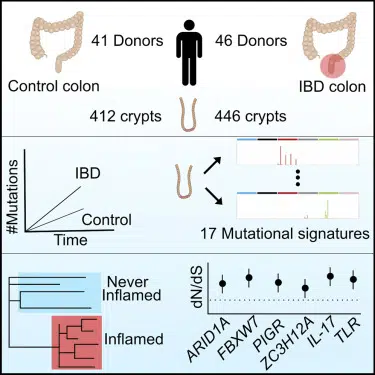 41 Donors
46 Donors
Control colon
IBD colon
412 crypts
446 crypts
#Mutations
IBD
Control
Time
17 Mutational signatures
Never
Inflamed
Inflamed
dN/dS
ARID1A
FBXW7
PIGR
ZC3H12A
IL-17
TLR